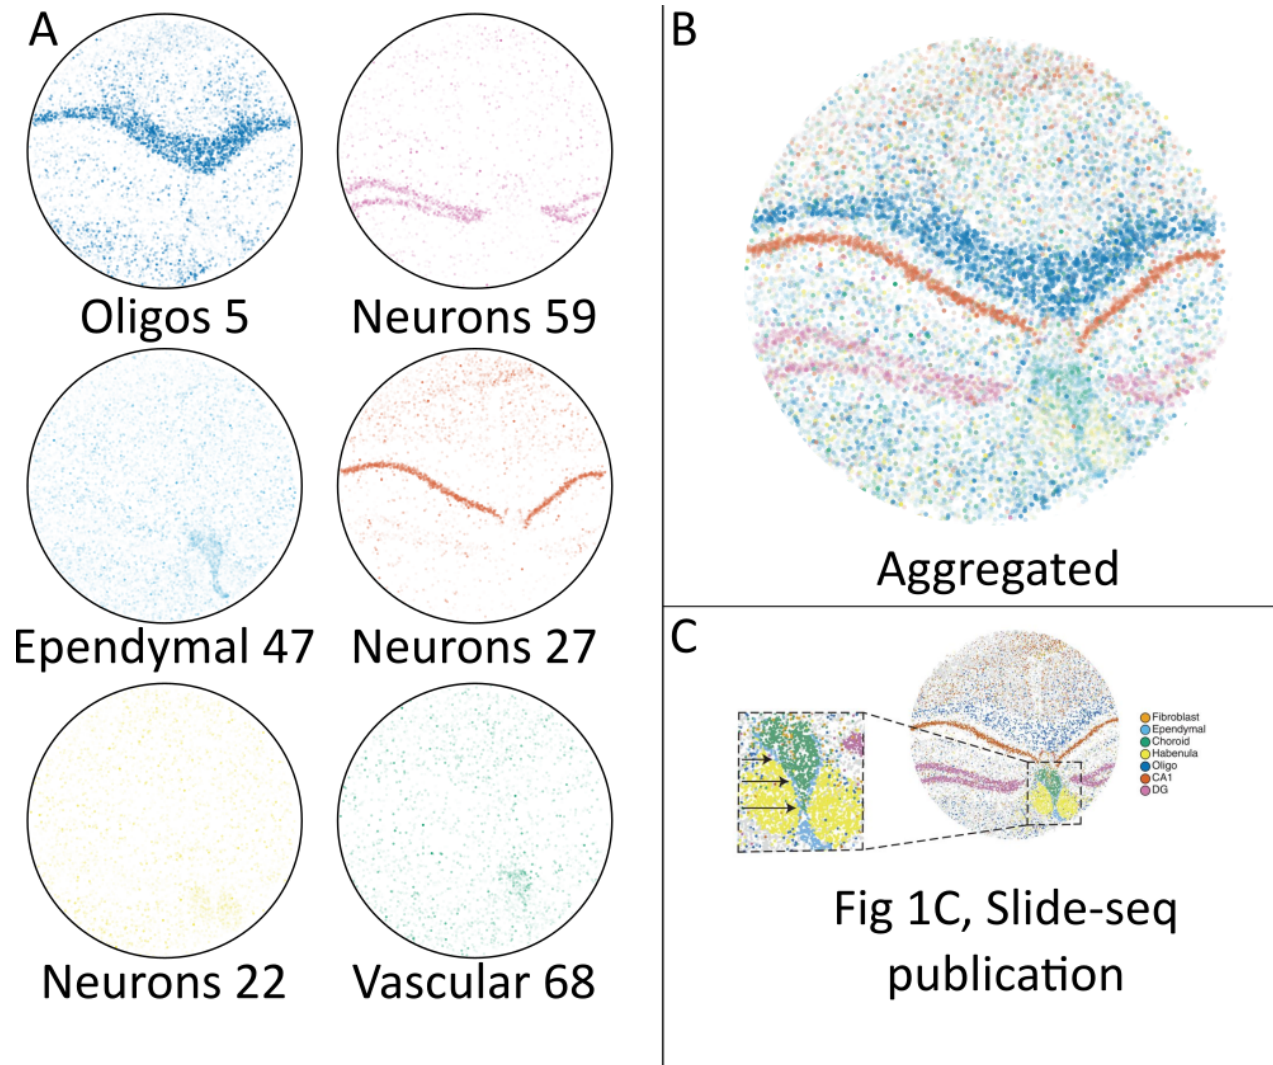 A
Oligos 5
Neurons 59
Ependymal 47
Neurons 27
Neurons 22
Vascular 68
B
Aggregated
C
Fibroblast
Ependymal
Choroid
Habenula
Oligo
CA1
DG
Fig 1C, Slide-seq
publication